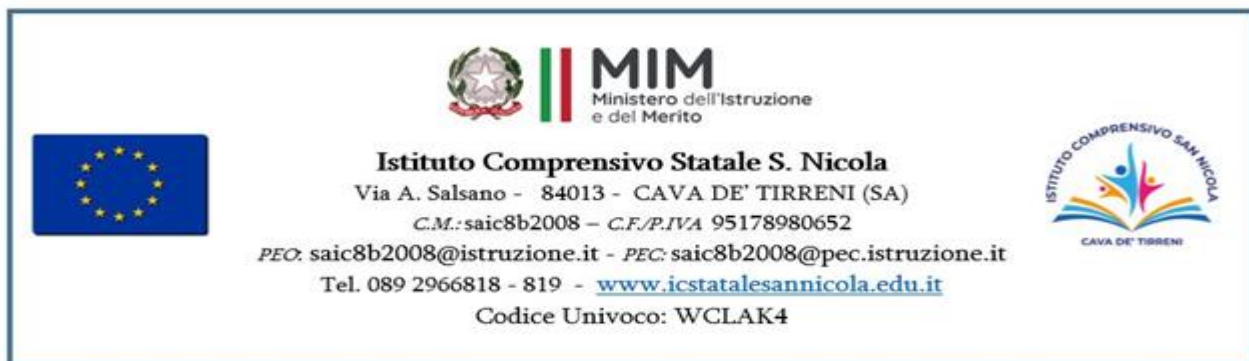 MIM
Ministero dell'Istruzione
e del Merito
Istituto Comprensivo Statale S. Nicola
Via A. Salsano - 84013 - CAVA DE' TIRRENI (SA)
C.M.: saic8b2008 – C.F./P.IVA 95178980652
PEO: saic8b2008@istruzione.it - PEC: saic8b2008@pec.istruzione.it
Tel. 089 2966818 - 819 - www.icstatalesannicola.edu.it
Codice Univoco: WCLAK4
ISTITUTO COMPRENSIVO SAN NICOLA
CAVA DE' TIRRENI